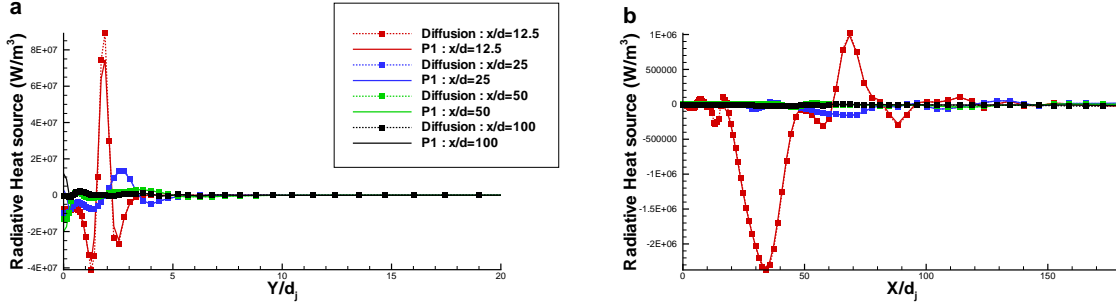 a
Radiative Heat source (W/m³)
8E+07
6E+07
4E+07
2E+07
0
-2E+07
-4E+07
0
5
10
15
20
Y/dj
Diffusion : x/d=12.5
P1 : x/d=12.5
Diffusion : x/d=25
P1 : x/d=25
Diffusion : x/d=50
P1 : x/d=50
Diffusion : x/d=100
P1 : x/d=100
b
Radiative Heat source (W/m³)
1E+06
500000
0
-500000
-1E+06
-1.5E+06
-2E+06
0
50
100
150
X/dj